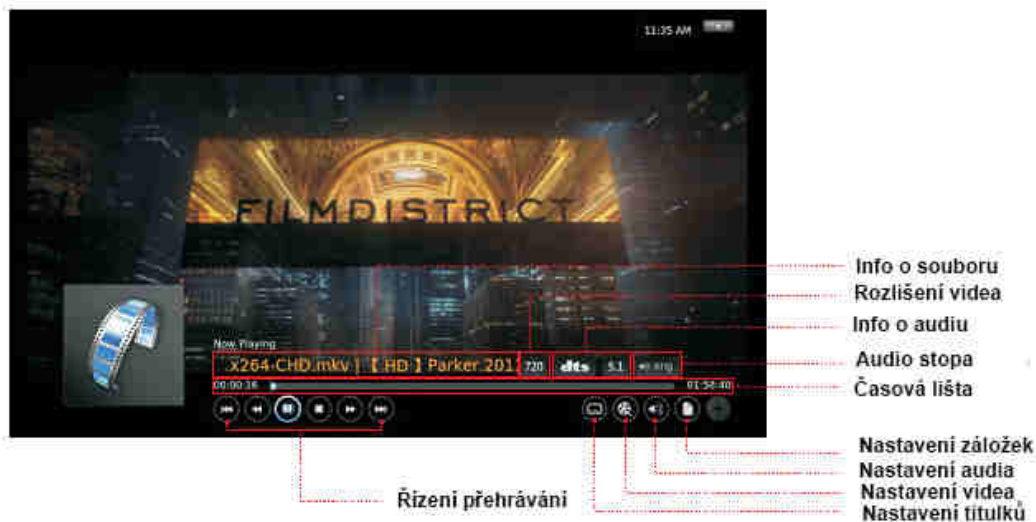 11:35 AM
FILMDISTRICT
Info o souboru
Rozlišení videa
Info o audiu
Now Playing
.x264-CHD.mkv | 【 HD 】 Parker.201
720
dts
5.1
eng
Audio stopa
00:00:16
01:58:40
Časová lišta
Nastavení záložek
Nastavení audia
Řízení přehrávání
Nastavení videa
Nastavení titulků